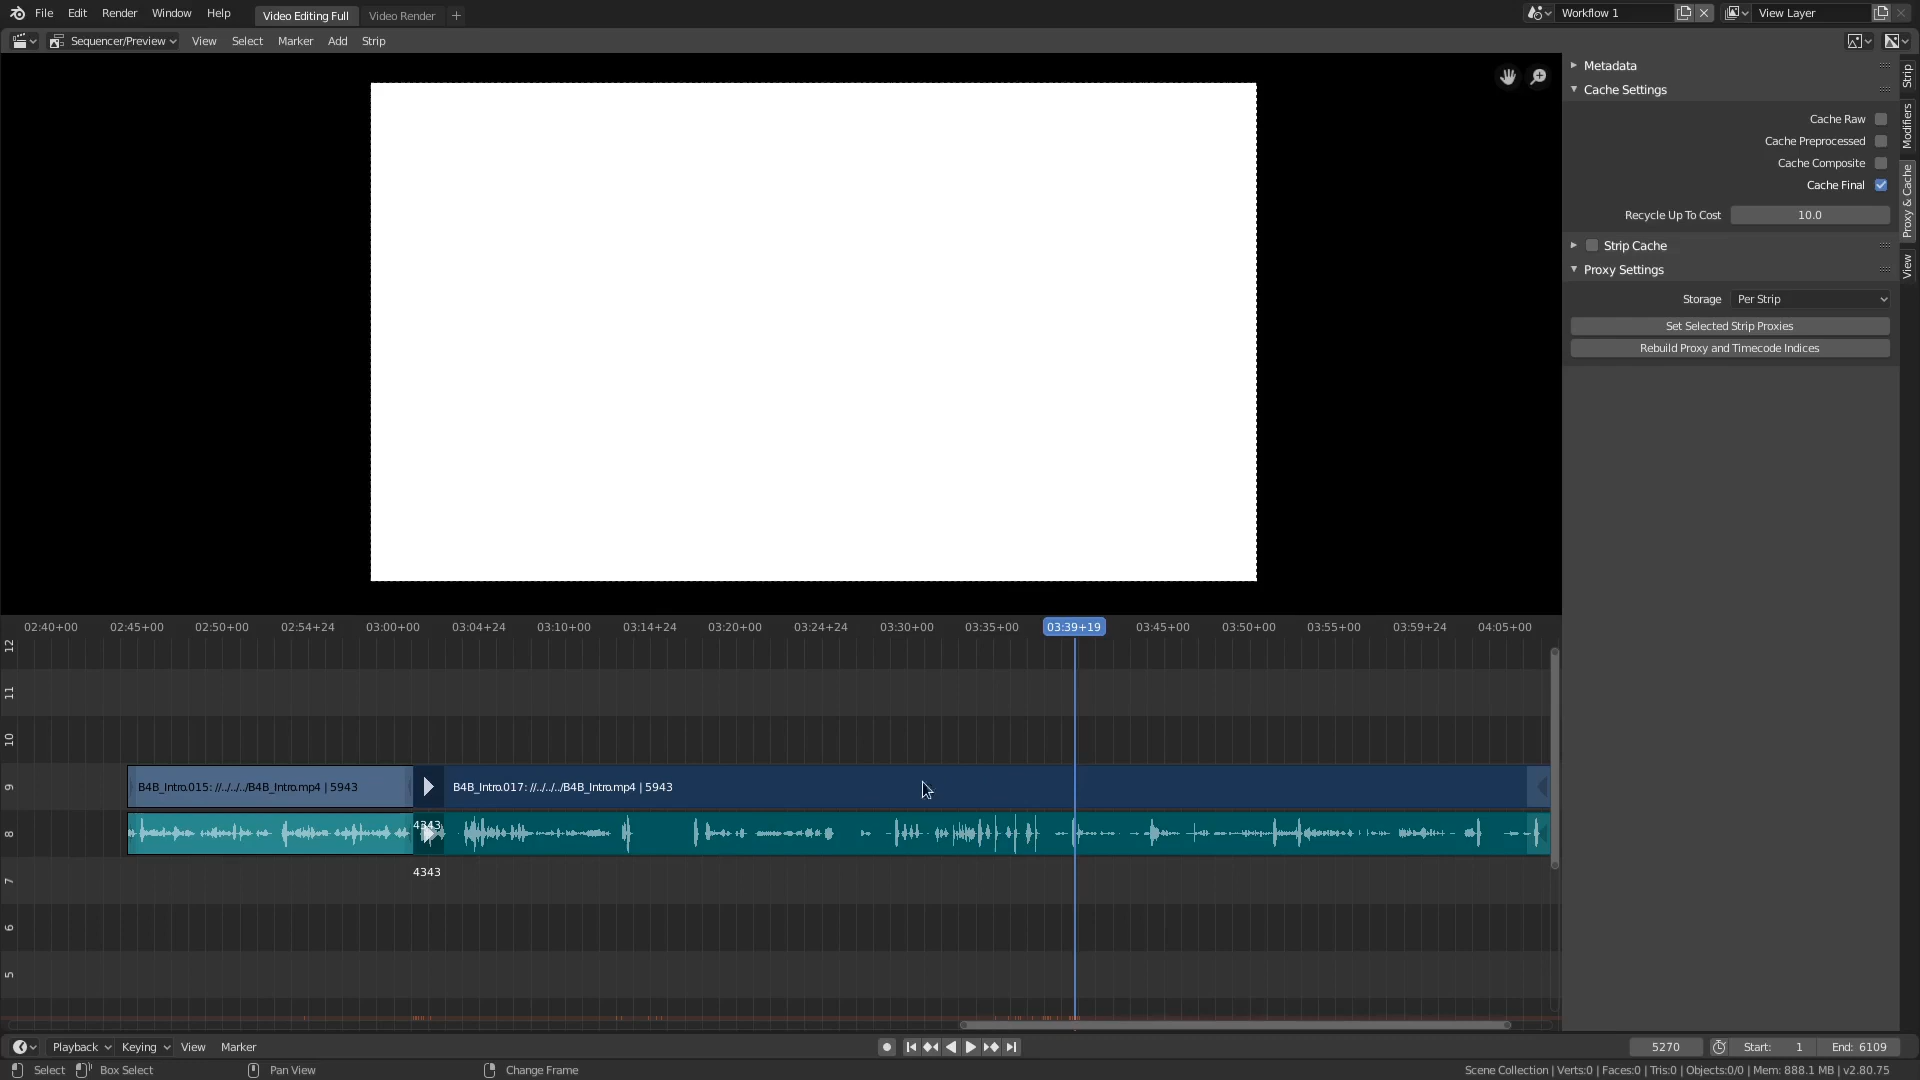 File Edit Render Window Help Video Editing Full Video Render + Workflow 1 View Layer
Sequencer/Preview View Select Marker Add Strip
Metadata
Cache Settings
Cache Raw
Cache Preprocessed
Cache Composite
Cache Final
Recycle Up To Cost 10.0
Strip Cache
Proxy Settings
Storage Per Strip
Set Selected Strip Proxies
Rebuild Proxy and Timecode Indices
Strip
Modifiers
Proxy & Cache
View
02:40+00 02:45+00 02:50+00 02:54+24 03:00+00 03:04+24 03:10+00 03:14+24 03:20+00 03:24+24 03:30+00 03:35+00 03:39+19 03:45+00 03:50+00 03:55+00 03:59+24 04:05+00
12
11
10
9
B4B_Intro.015: //../../../B4B_Intro.mp4 | 5943 B4B_Intro.017: //../../../B4B_Intro.mp4 | 5943
4343
8
4343
7
6
5
Playback Keying View Marker 5270 Start: 1 End: 6109
Select Box Select Pan View Change Frame Scene Collection | Verts:0 | Faces:0 | Tris:0 | Objects:0/0 | Mem: 888.1 MB | v2.80.75